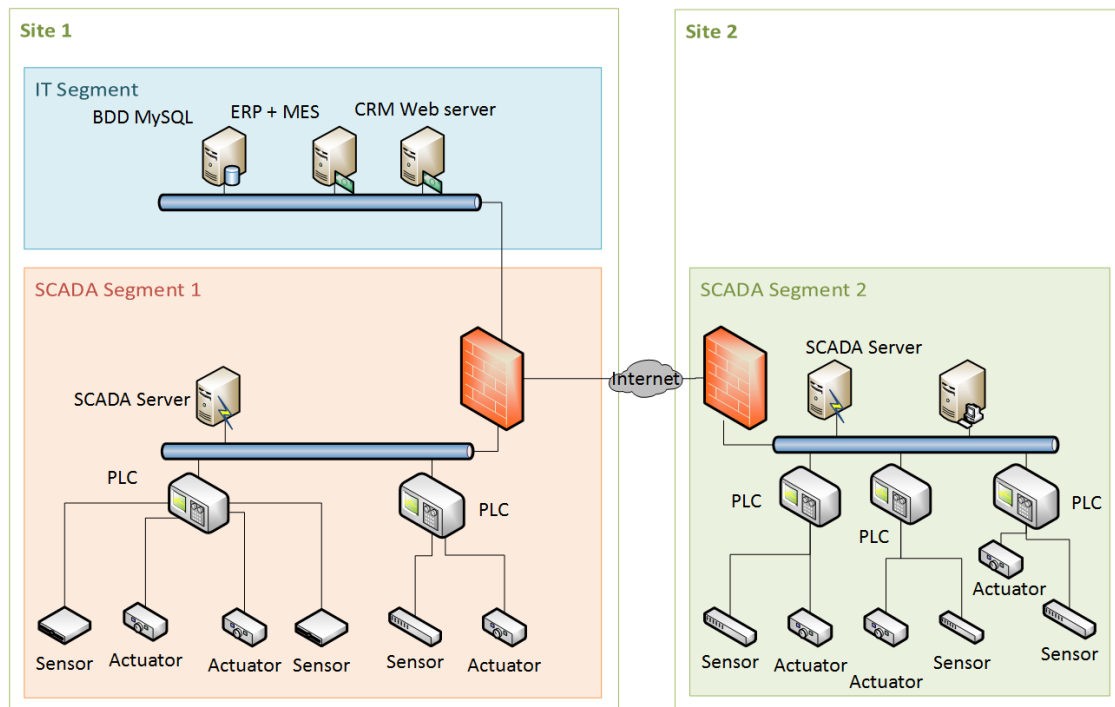 Site 1
IT Segment
BDD MySQL
ERP + MES
CRM Web server
SCADA Segment 1
SCADA Server
PLC
PLC
Sensor
Actuator
Actuator
Sensor
Sensor
Actuator
Internet
Site 2
SCADA Segment 2
SCADA Server
PLC
PLC
PLC
Actuator
Sensor
Actuator
Actuator
Sensor
Sensor